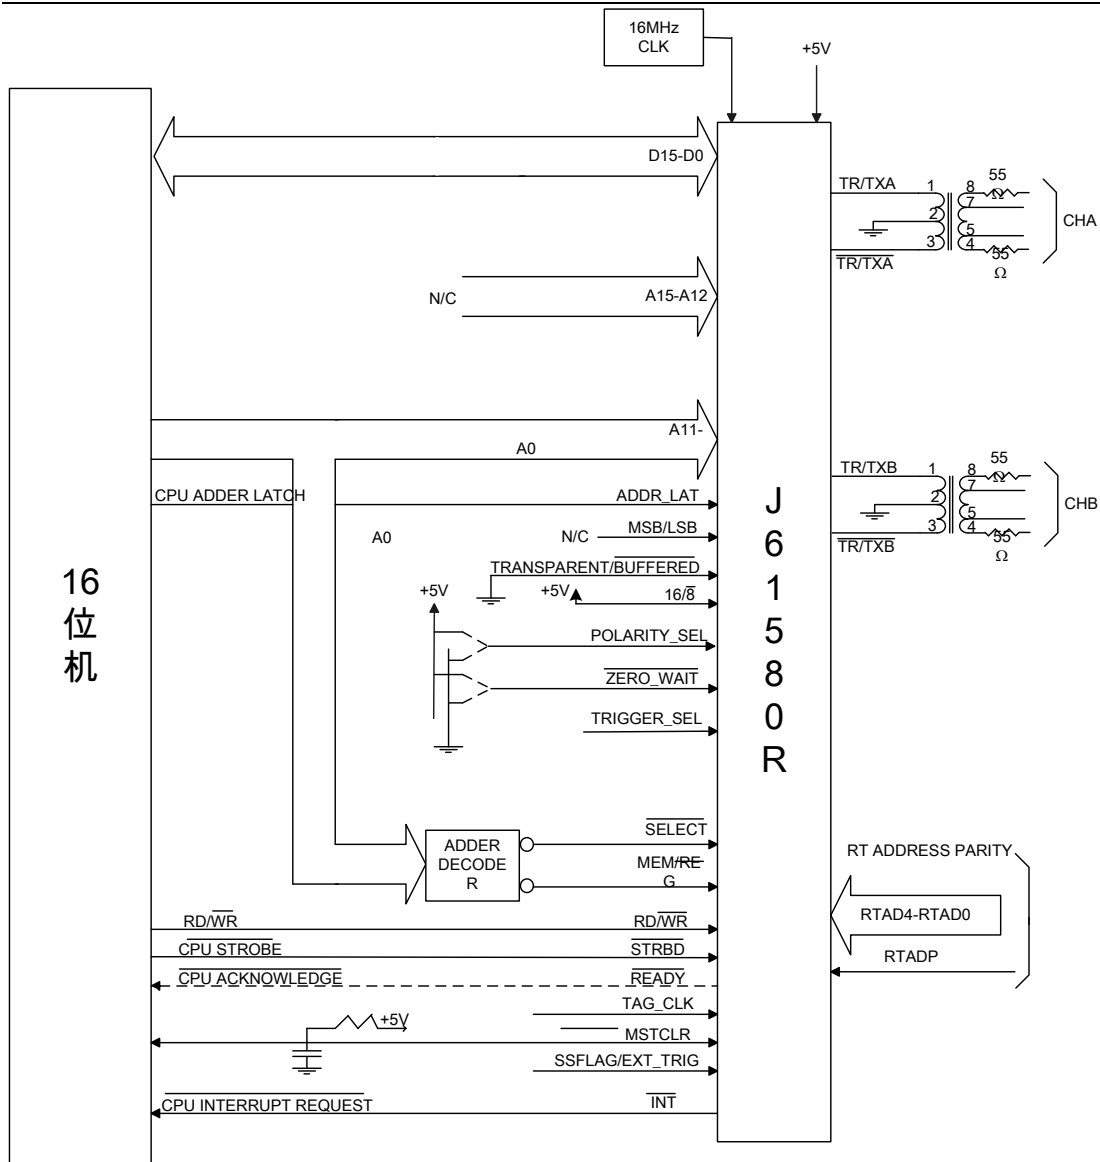 16MHz
CLK
+5V
D15-D0
TR/TXA
1
2
3
8
7
5
4
55
Ω
55
Ω
CHA
TR/TXA
N/C
A15-A12
A11-
A0
CPU ADDER LATCH
ADDR_LAT
A0
N/C
MSB/LSB
TRANSPARENT/BUFFERED
+5V
+5V
16/8
POLARITY_SEL
ZERO_WAIT
TRIGGER_SEL
16
位
机
J
6
1
5
8
0
R
TR/TXB
1
2
3
8
7
5
4
55
Ω
55
Ω
CHB
TR/TXB
ADDER
DECODE
R
SELECT
MEM/RE
G
RT ADDRESS PARITY
RTAD4-RTAD0
RTADP
RD/WR
RD/WR
CPU STROBE
STRBD
CPU ACKNOWLEDGE
READY
TAG_CLK
+5V
MSTCLR
SSFLAG/EXT_TRIG
CPU INTERRUPT REQUEST
INT